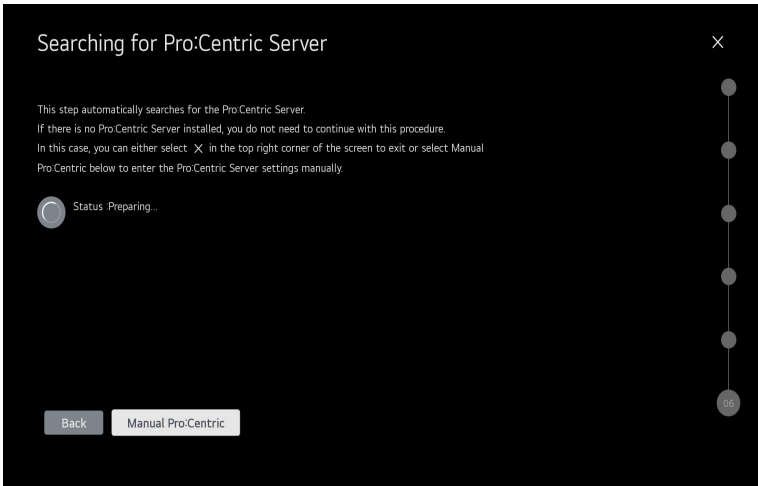 Searching for Pro:Centric Server
X
This step automatically searches for the Pro:Centric Server.
If there is no Pro:Centric Server installed, you do not need to continue with this procedure.
In this case, you can either select X in the top right corner of the screen to exit or select Manual
Pro:Centric below to enter the Pro:Centric Server settings manually.
Status :Preparing...
06
Back
Manual Pro:Centric